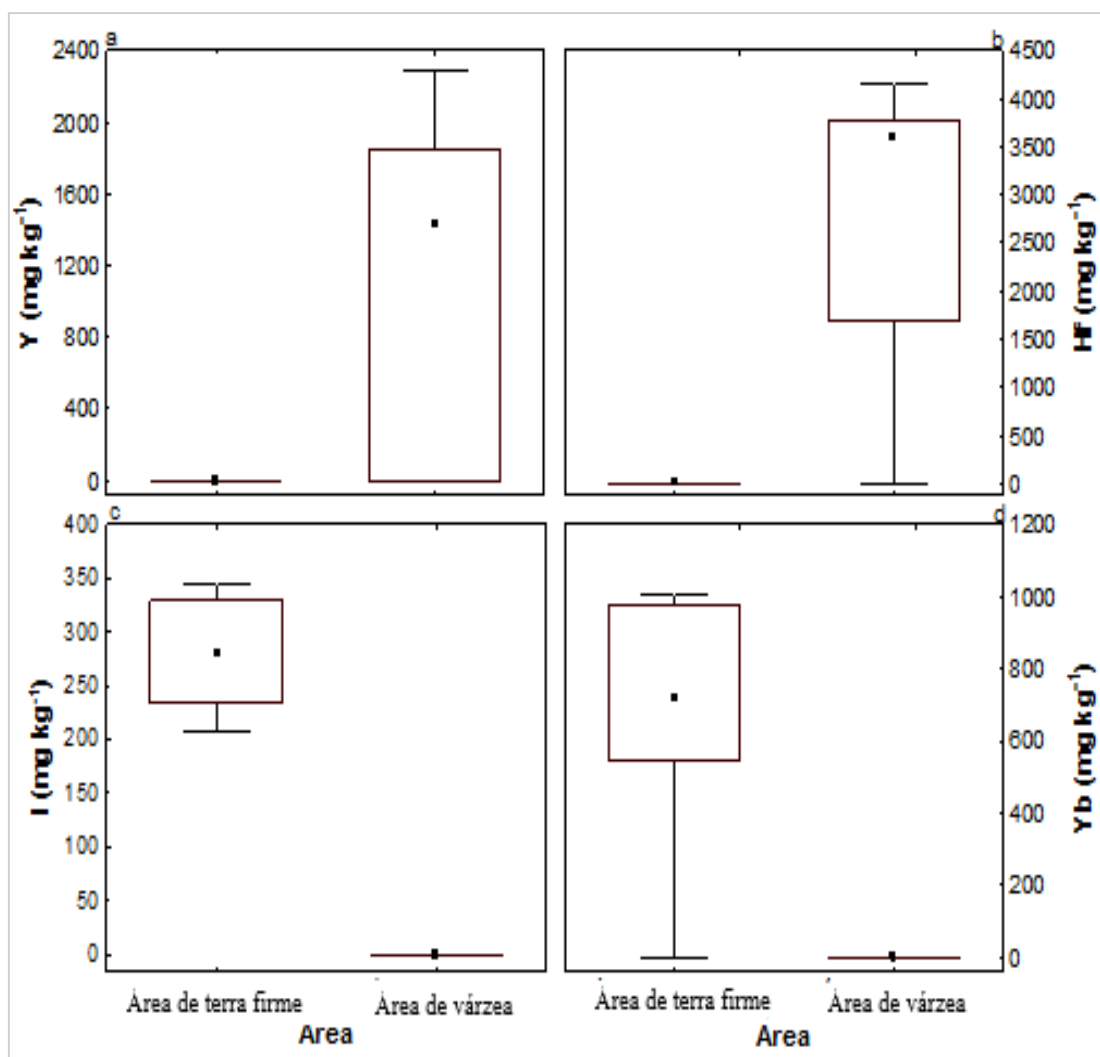 a
b
2400
2000
1600
1200
800
400
0
Y (mg kg⁻¹)
4500
4000
3500
3000
2500
2000
1500
1000
500
0
HF (mg kg⁻¹)
c
d
400
350
300
250
200
150
100
50
0
I (mg kg⁻¹)
1200
1000
800
600
400
200
0
Yb (mg kg⁻¹)
Área de terra firme Área de várzea
Area
Área de terra firme Área de várzea
Area